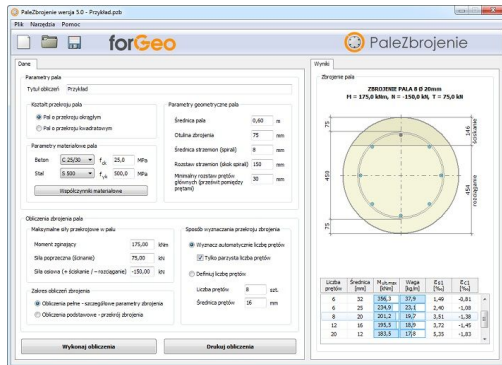 PaleZbrojenie wersja 5.0 - Przykład.pzb
Plik Narzędzia Pomoc
forGeo
PaleZbrojenie
Dane
Parametry pala
Tytuł obliczeń Przykład
Kształt przekroju pala
Pal o przekroju okrągłym
Pal o przekroju kwadratowym
Parametry materiałowe pala
Beton C 25/30 f ck 25,0 MPa
Stal S 500 f yk 500,0 MPa
Współczynniki materiałowe
Parametry geometryczne pala
Średnica pala 0,60 m
Otulina zbrojenia 75 mm
Średnica strzemion (spirali) 8 mm
Rozstaw strzemion (skok spirali) 150 mm
Minimalny rozstaw prętów
głównych (prześwit pomiędzy
prętami) 30 mm
Obliczenia zbrojenia pala
Maksymalne siły przekrojowe w palu
Moment zginający 175,00 kNm
Siła poprzeczna (ścinanie) 75,00 kN
Siła osiowa (+ ściskanie / – rozciąganie) -150,00 kN
Zakres obliczeń zbrojenia
Obliczenia pełne - szczegółowe parametry zbrojenia
Obliczenia podstawowe - przekrój zbrojenia
Sposób wyznaczania przekroju zbrojenia
Wyznacz automatycznie liczbę prętów
Tylko parzysta liczba prętów
Definiuj liczbę prętów
Liczba prętów 8 szt.
Średnica prętów 16 mm
Wykonaj obliczenia
Drukuj obliczenia
Wyniki
Zbrojenie pala
ZBROJENIE PALA 8 Ø 20mm
M = 175,0 kNm, N = -150,0 kN, T = 75,0 kN
75
450
75
146
ściskanie
454
rozciąganie
Liczba prętów Średnica [mm] M ult.max [kNm] Waga [kg/m] ε s1 [‰] ε c1 [‰]
6 32 356,3 37,9 1,49 -0,81
6 25 234,8 23,1 2,40 -1,08
8 20 201,2 19,7 3,51 -1,38
12 16 195,5 18,9 3,72 -1,45
20 12 183,5 17,8 5,33 -1,83